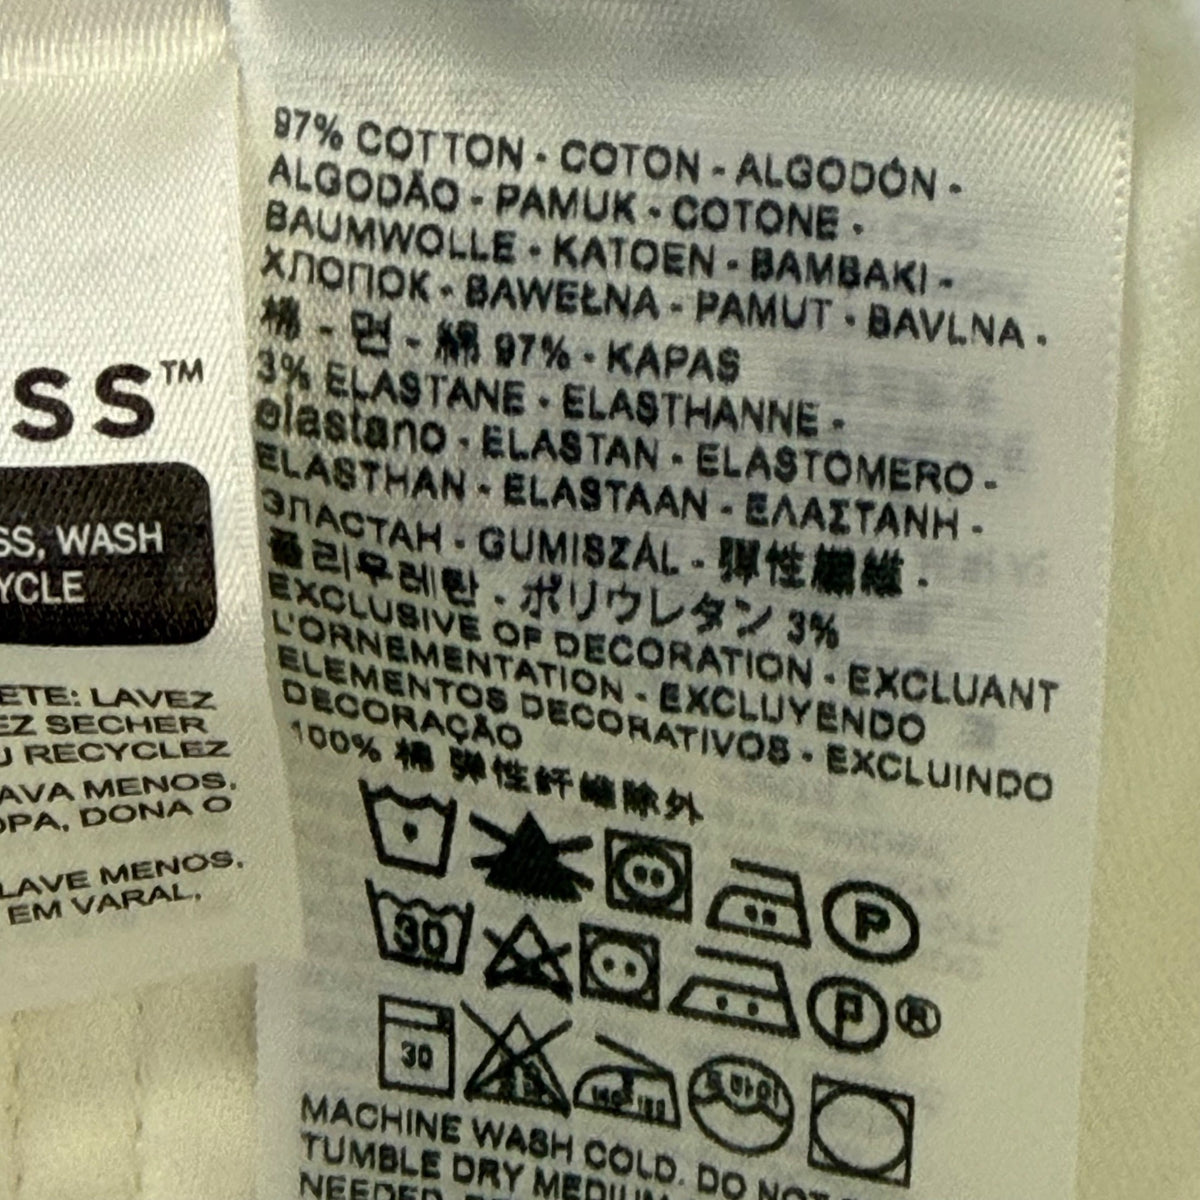 SS™
SS, WASH
YCLE
ETE: LAVEZ
EZ SECHER
U RECYCLEZ
AVA MENOS,
OPA, DONA O
LAVE MENOS,
EM VARAL,
97% COTTON - COTON - ALGODÓN -
ALGODÃO - PAMUK - COTONE -
BAUMWOLLE - KATOEN - BAMBAKI -
ХЛОПОК - BAWEŁNA - PAMUT - BAVLNA -
棉 - 면 - 綿 97% - KAPAS
3% ELASTANE - ELASTHANNE -
elastano - ELASTAN - ELASTOMERO -
ELASTHAN - ELASTAAN - ΕΛΑΣΤΑΝΗ -
ЭЛАСТАН - GUMISZÁL - 彈性纖維 -
폴리우레탄 - ポリウレタン 3%
EXCLUSIVE OF DECORATION - EXCLUANT
L'ORNEMENTATION - EXCLUYENDO
ELEMENTOS DECORATIVOS - EXCLUINDO
DECORAÇÃO
100% 棉 弹性纤维除外
P
30
P ®
30
드라이
MACHINE WASH COLD. DO NOT
TUMBLE DRY MEDIUM
NEEDED.